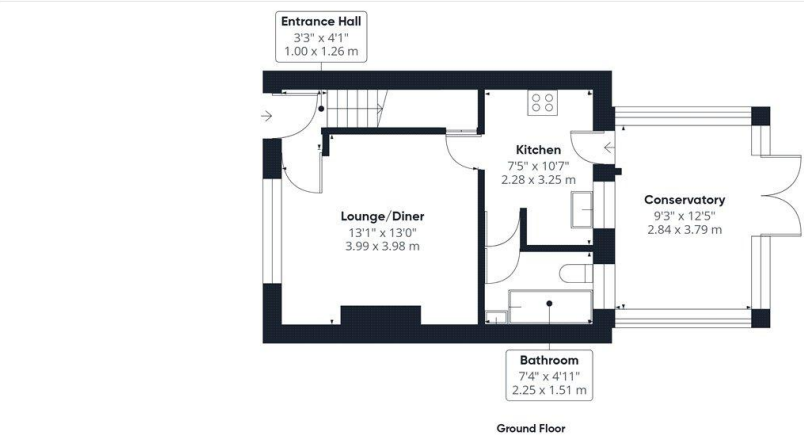 Entrance Hall
3'3" x 4'1"
1.00 x 1.26 m
Kitchen
7'5" x 10'7"
2.28 x 3.25 m
Conservatory
9'3" x 12'5"
2.84 x 3.79 m
Lounge/Diner
13'1" x 13'0"
3.99 x 3.98 m
Bathroom
7'4" x 4'11"
2.25 x 1.51 m
Ground Floor